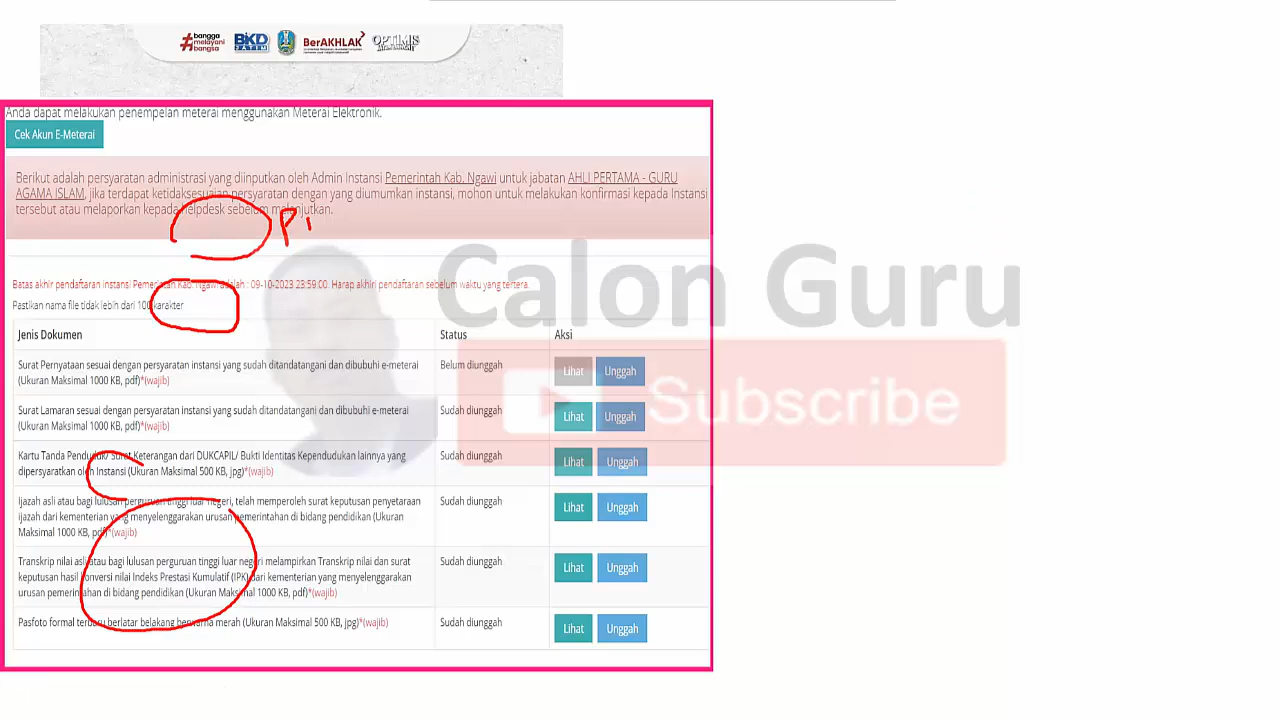 #bangga
melayani
bangsa
BKD
JATIM
BerAKHLAK
OPTIMIS
Anda dapat melakukan penempelan meterai menggunakan Meterai Elektronik.
Cek Akun E-Meterai
Berikut adalah persyaratan administrasi yang diinputkan oleh Admin Instansi Pemerintah Kab. Ngawi untuk jabatan AHLI PERTAMA - GURU
AGAMA ISLAM, jika terdapat ketidaksesuaian persyaratan dengan yang diumumkan instansi, mohon untuk melakukan konfirmasi kepada Instansi
tersebut atau melaporkan kepada helpdesk sebelum melanjutkan.
Batas akhir pendaftaran instansi Pemerintah Kab. Ngawi adalah : 09-10-2023 23:59:00. Harap akhiri pendaftaran sebelum waktu yang tertera.
Pastikan nama file tidak lebih dari 100 karakter
Jenis Dokumen Status Aksi
Surat Pernyataan sesuai dengan persyaratan instansi yang sudah ditandatangani dan dibubuhi e-meterai Belum diunggah Lihat Unggah
(Ukuran Maksimal 1000 KB, pdf)*(wajib)
Surat Lamaran sesuai dengan persyaratan instansi yang sudah ditandatangani dan dibubuhi e-meterai Sudah diunggah Lihat Unggah
(Ukuran Maksimal 1000 KB, pdf)*(wajib)
Kartu Tanda Penduduk/ Surat Keterangan dari DUKCAPIL/ Bukti Identitas Kependudukan lainnya yang Sudah diunggah Lihat Unggah
dipersyaratkan oleh Instansi (Ukuran Maksimal 500 KB, jpg)*(wajib)
Ijazah asli atau bagi lulusan perguruan tinggi luar negeri, telah memperoleh surat keputusan penyetaraan Sudah diunggah Lihat Unggah
ijazah dari kementerian yang menyelenggarakan urusan pemerintahan di bidang pendidikan (Ukuran
Maksimal 1000 KB, pdf)*(wajib)
Transkrip nilai asli atau bagi lulusan perguruan tinggi luar negeri melampirkan Transkrip nilai dan surat Sudah diunggah Lihat Unggah
keputusan hasil konversi nilai Indeks Prestasi Kumulatif (IPK) dari kementerian yang menyelenggarakan
urusan pemerintahan di bidang pendidikan (Ukuran Maksimal 1000 KB, pdf)*(wajib)
Pasfoto formal terbaru berlatar belakang berwarna merah (Ukuran Maksimal 500 KB, jpg)*(wajib) Sudah diunggah Lihat Unggah
Calon Guru
Subscribe